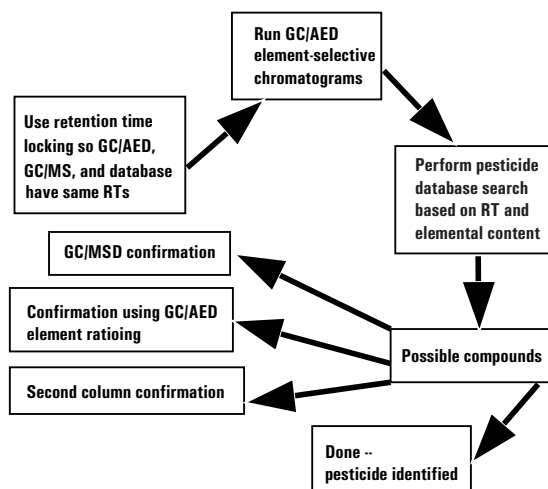 Run GC/AED
element-selective
chromatograms
Use retention time
locking so GC/AED,
GC/MS, and database
have same RTs
Perform pesticide
database search
based on RT and
elemental content
GC/MSD confirmation
Confirmation using GC/AED
element ratioing
Possible compounds
Second column confirmation
Done --
pesticide identified